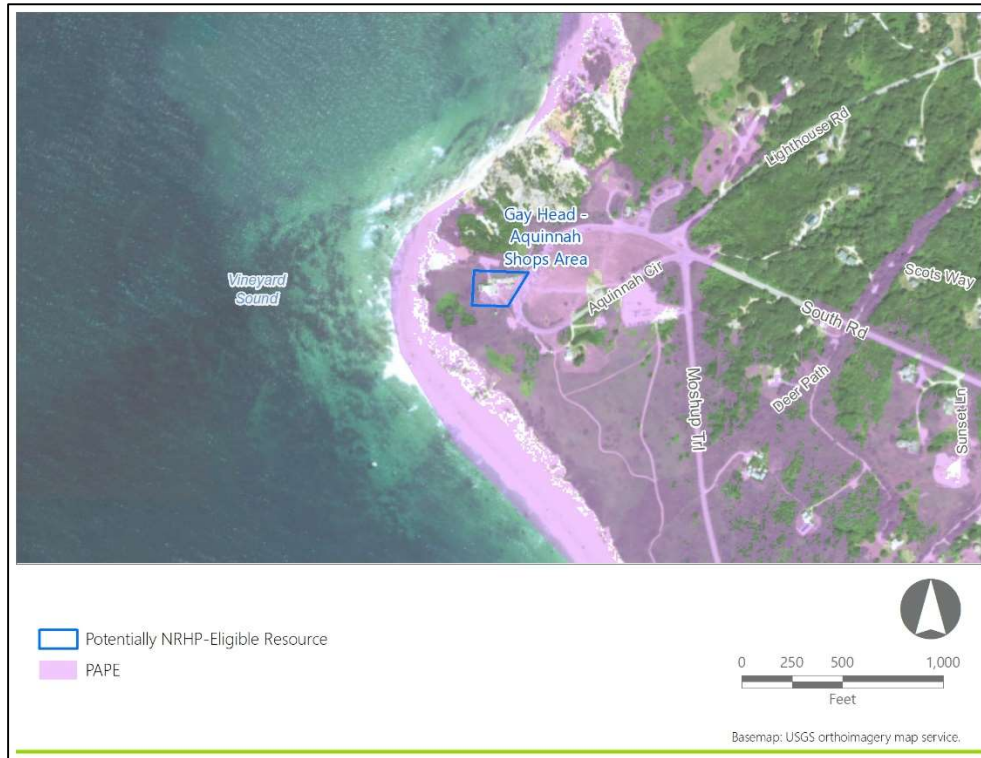 Lighthouse Rd
Gay Head -
Aquinnah
Shops Area
Vineyard
Sound
Aquinnah Cir
Scots Way
South Rd
Moshup Trl
Deer Path
Sunset Ln
Potentially NRHP-Eligible Resource
PAPE
0 250 500 1,000
Feet
Basemap: USGS orthoimagery map service.